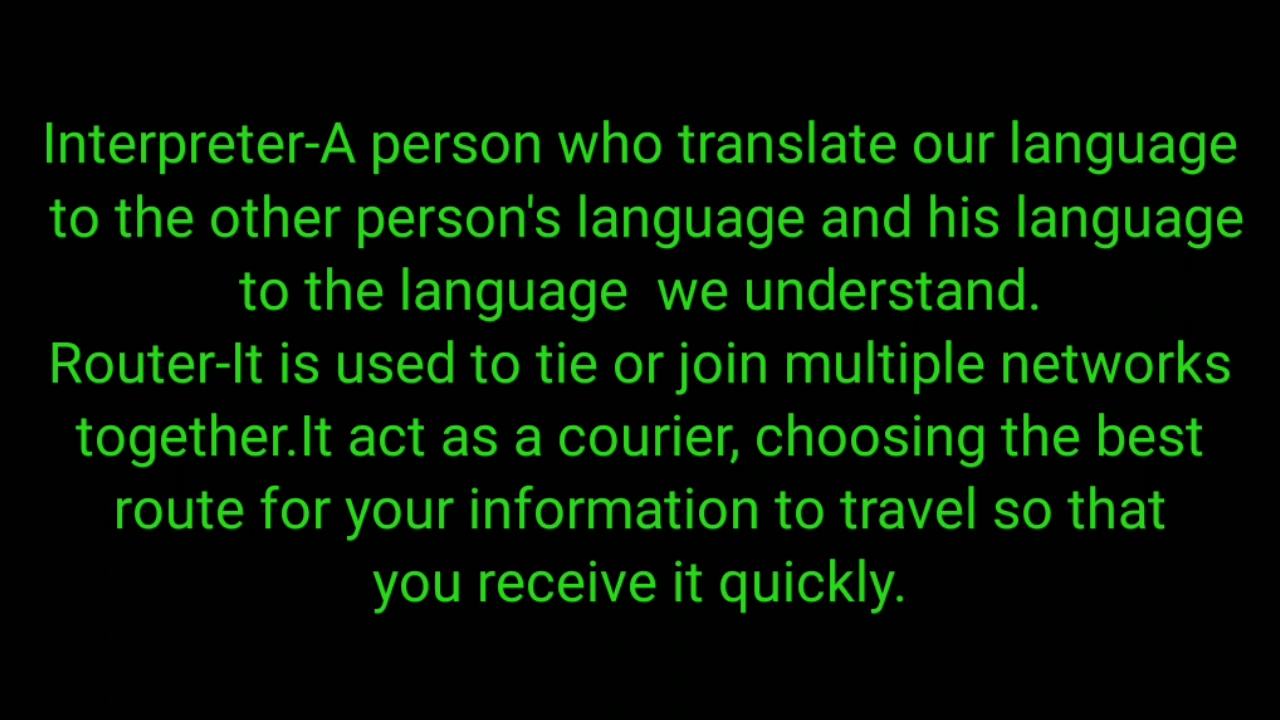 Interpreter-A person who translate our language
to the other person's language and his language
to the language  we understand.
Router-It is used to tie or join multiple networks
together.It act as a courier, choosing the best
route for your information to travel so that
you receive it quickly.